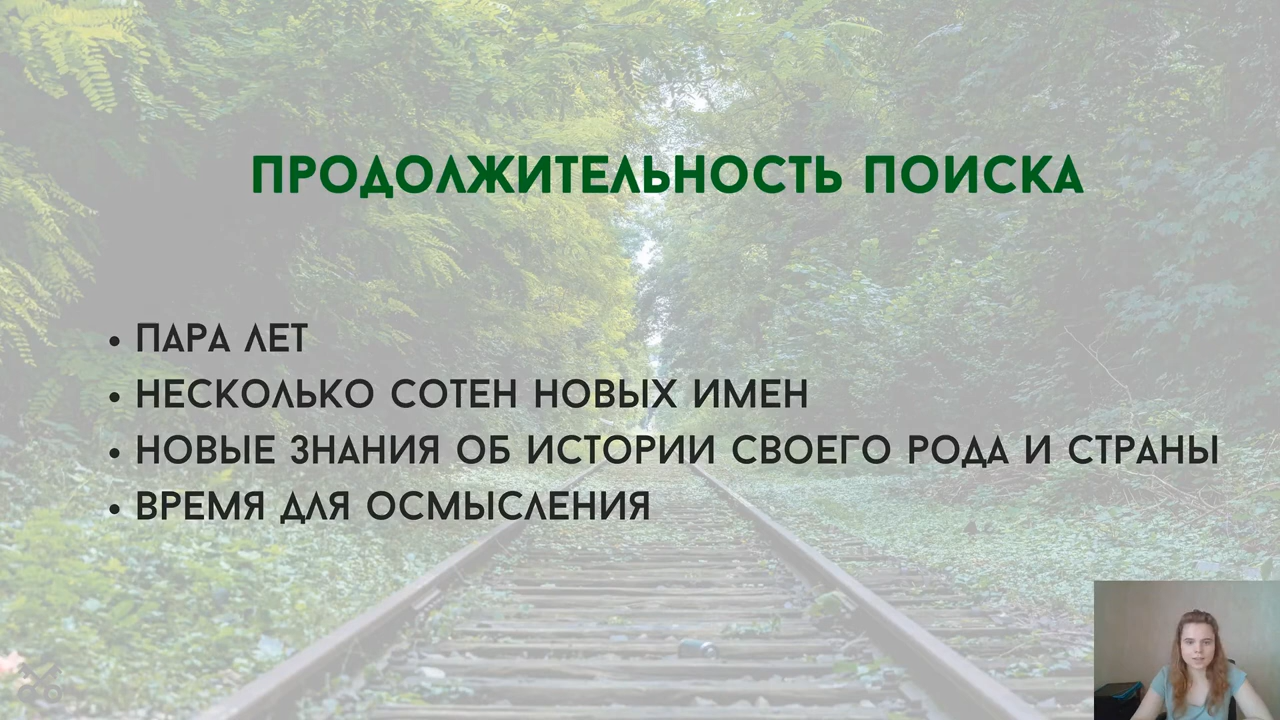 ПРОДОЛЖИТЕЛЬНОСТЬ ПОИСКА
• ПАРА ЛЕТ
• НЕСКОЛЬКО СОТЕН НОВЫХ ИМЕН
• НОВЫЕ ЗНАНИЯ ОБ ИСТОРИИ СВОЕГО РОДА И СТРАНЫ
• ВРЕМЯ ДЛЯ ОСМЫСЛЕНИЯ